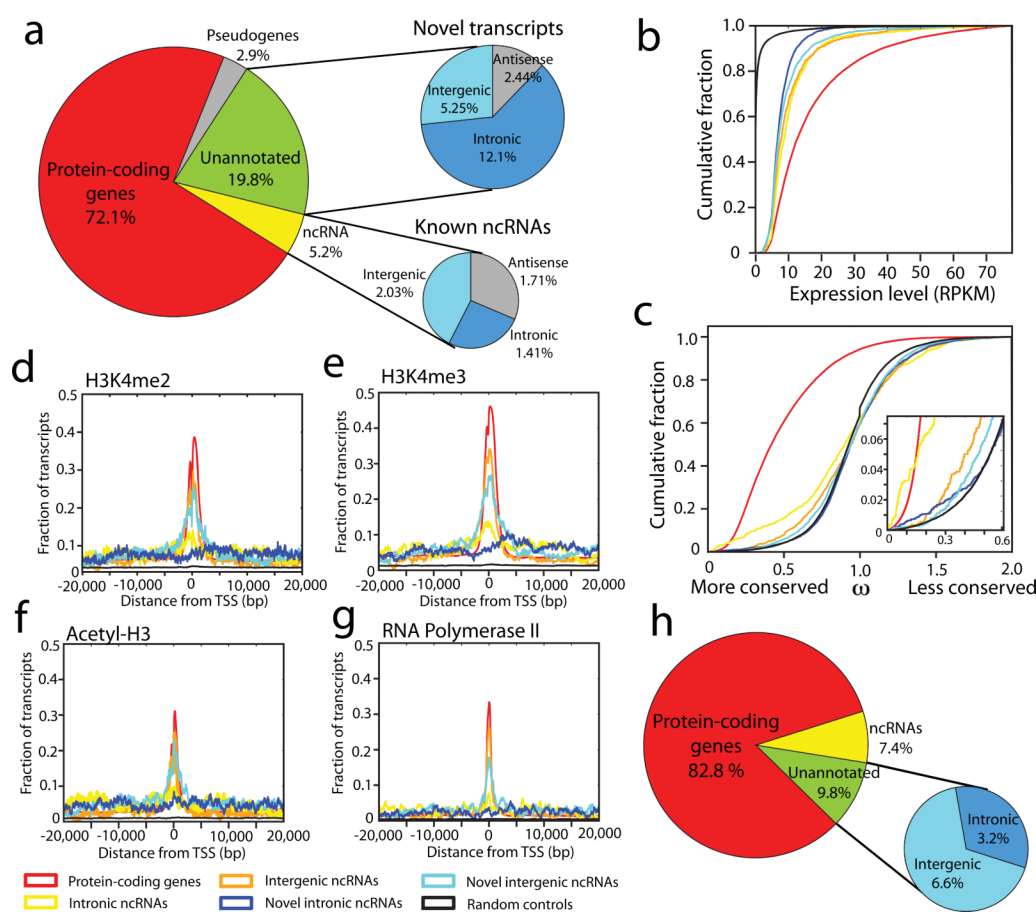 a
Pseudogenes
2.9%
Protein-coding
genes
72.1%
Unannotated
19.8%
ncRNA
5.2%
Novel transcripts
Antisense
2.44%
Intergenic
5.25%
Intronic
12.1%
Known ncRNAs
Antisense
1.71%
Intergenic
2.03%
Intronic
1.41%
b
Cumulative fraction
1.0
0.8
0.6
0.4
0.2
0
0 10 20 30 40 50 60 70
Expression level (RPKM)
c
Cumulative fraction
1.0
0.8
0.6
0.4
0.2
0
0 0.5 1.0 1.5 2.0
More conserved ω Less conserved
0.06
0.04
0.02
0
0 0.3 0.6
d
H3K4me2
Fraction of transcripts
0.5
0.4
0.3
0.2
0.1
0
-20,000 -10,000 0 10,000 20,000
Distance from TSS (bp)
e
H3K4me3
Fraction of transcripts
0.5
0.4
0.3
0.2
0.1
0
-20,000 -10,000 0 10,000 20,000
Distance from TSS (bp)
f
Acetyl-H3
Fraction of transcripts
0.5
0.4
0.3
0.2
0.1
0
20,000 -10,000 0 10,000 20,000
Distance from TSS (bp)
g
RNA Polymerase II
Fraction of transcripts
0.5
0.4
0.3
0.2
0.1
0
-20,000 -10,000 0 10,000 20,000
Distance from TSS (bp)
h
Protein-coding
genes
82.8 %
ncRNAs
7.4%
Unannotated
9.8%
Intronic
3.2%
Intergenic
6.6%
Protein-coding genes
Intergenic ncRNAs
Novel intergenic ncRNAs
Intronic ncRNAs
Novel intronic ncRNAs
Random controls